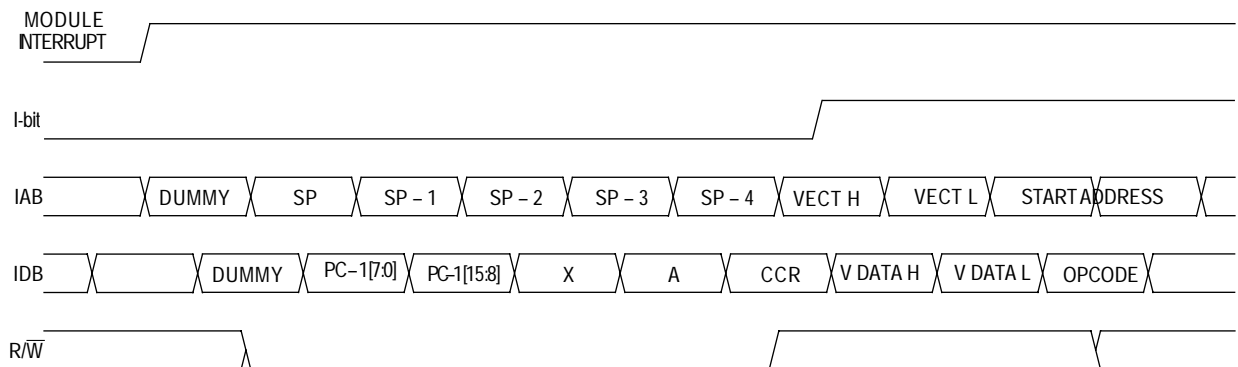 MODULE
INTERRUPT
I-bit
IAB DUMMY SP SP – 1 SP – 2 SP – 3 SP – 4 VECT H VECT L START ADDRESS
IDB DUMMY PC – 1[7:0] PC–1[15:8] X A CCR V DATA H V DATA L OPCODE
R/W̅